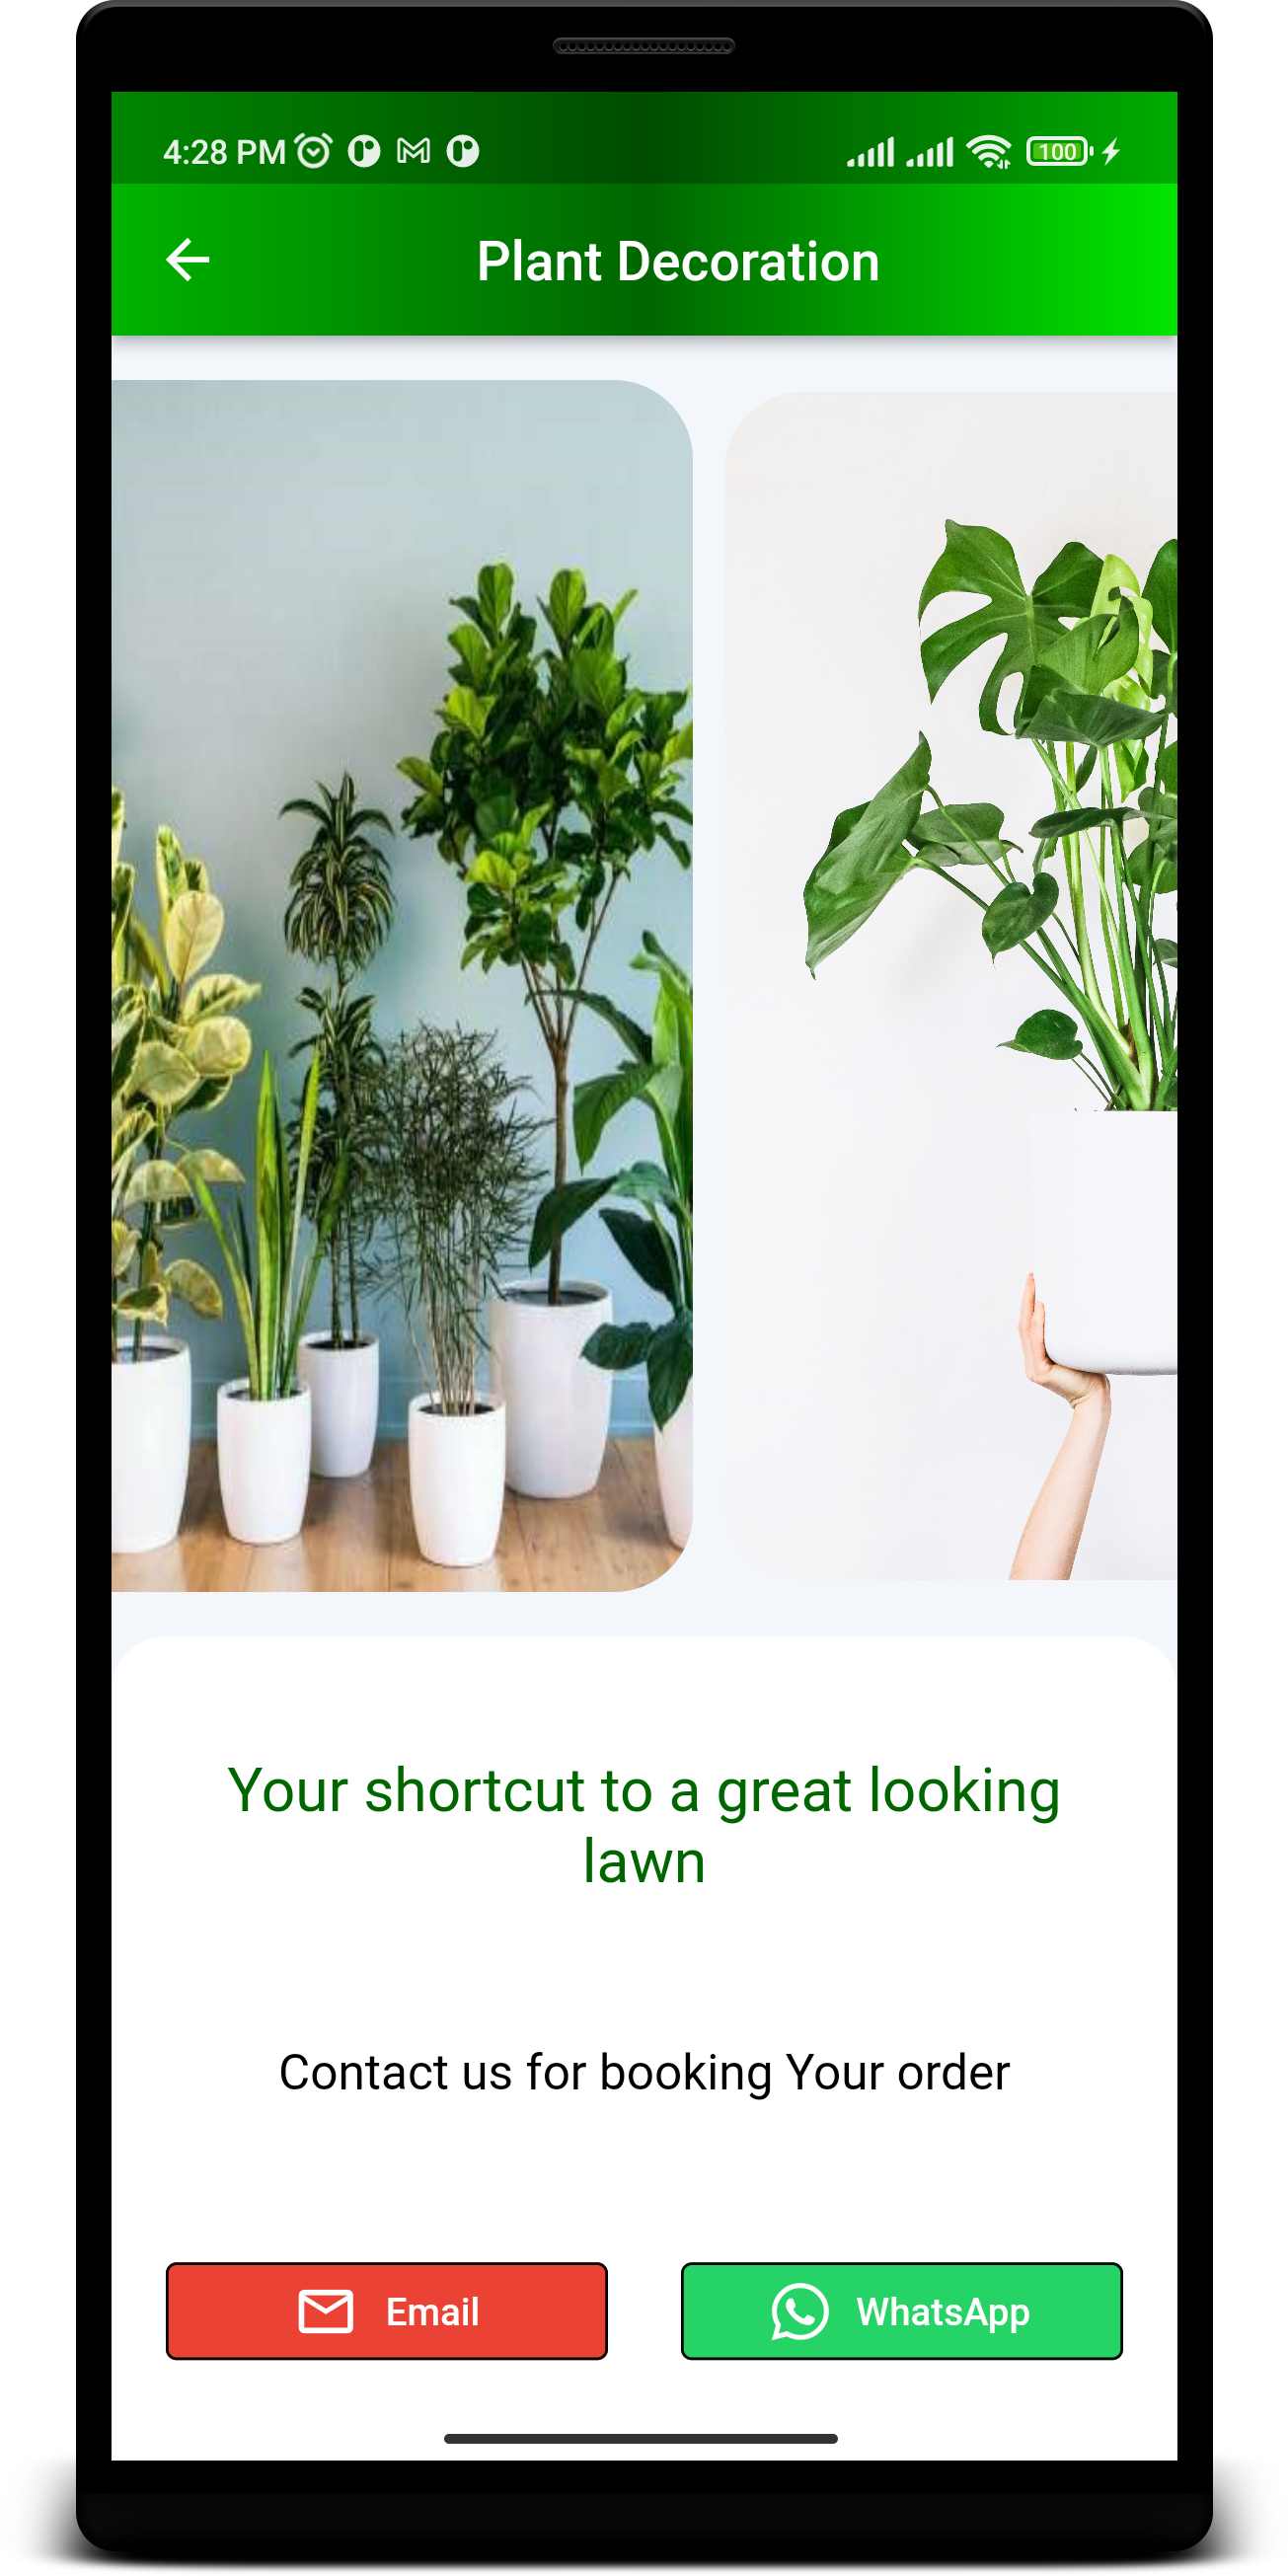 4:28 PM 100
Plant Decoration
Your shortcut to a great looking
lawn
Contact us for booking Your order
Email WhatsApp